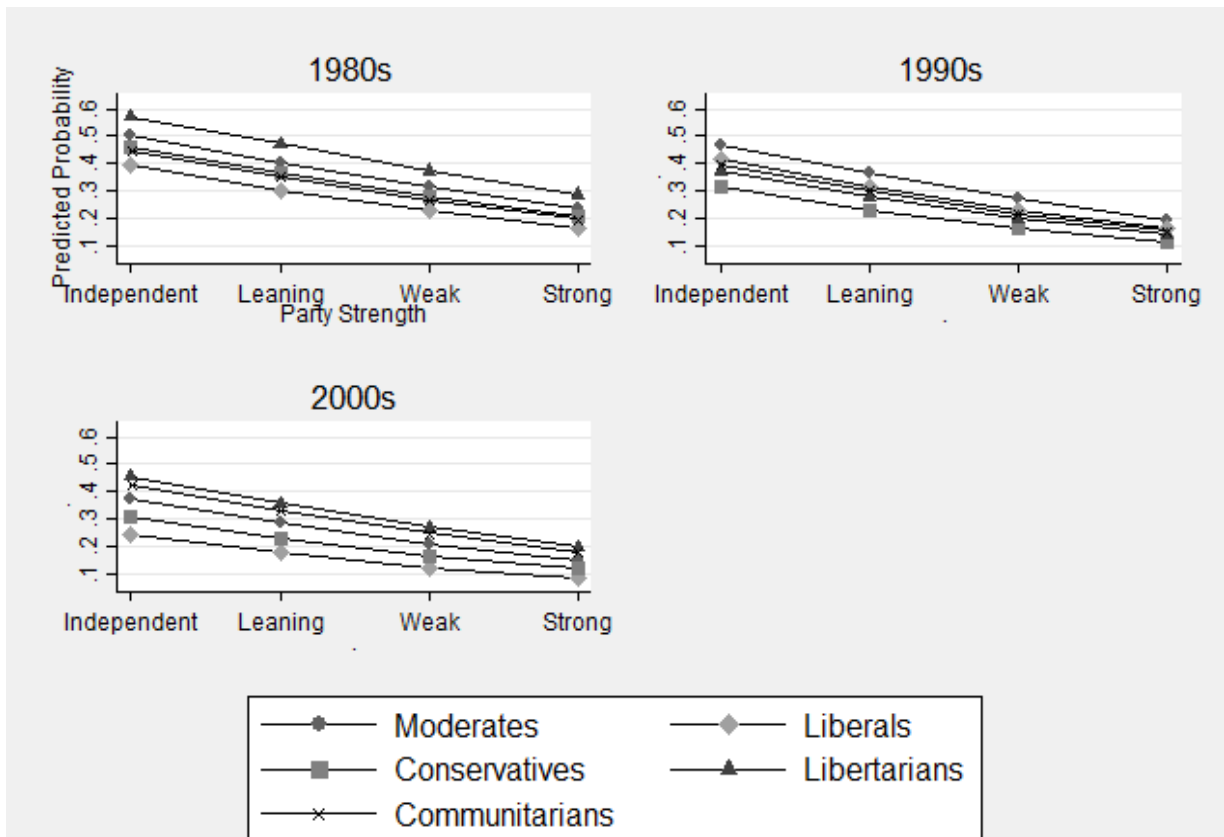 1980s
Predicted Probability
.6
.5
.4
.3
.2
.1
Independent Leaning Weak Strong
Party Strength
1990s
.6
.5
.4
.3
.2
.1
Independent Leaning Weak Strong
2000s
.6
.5
.4
.3
.2
.1
Independent Leaning Weak Strong
Moderates Liberals
Conservatives Libertarians
Communitarians